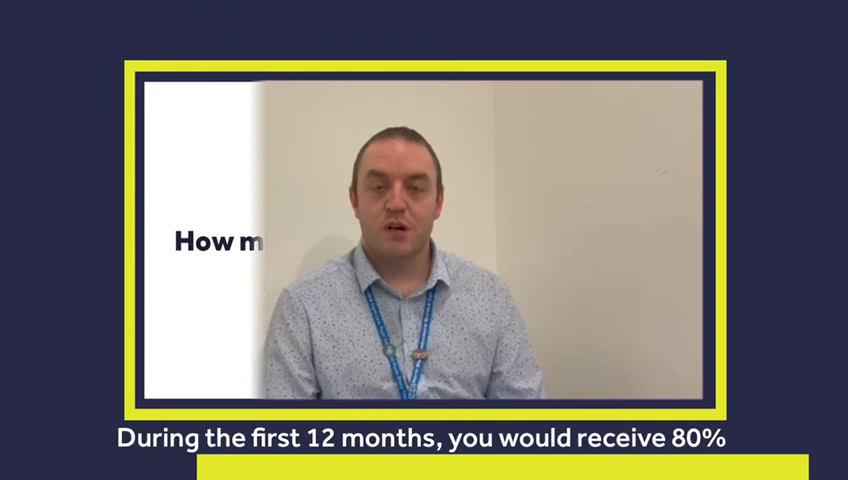 How m
During the first 12 months, you would receive 80%